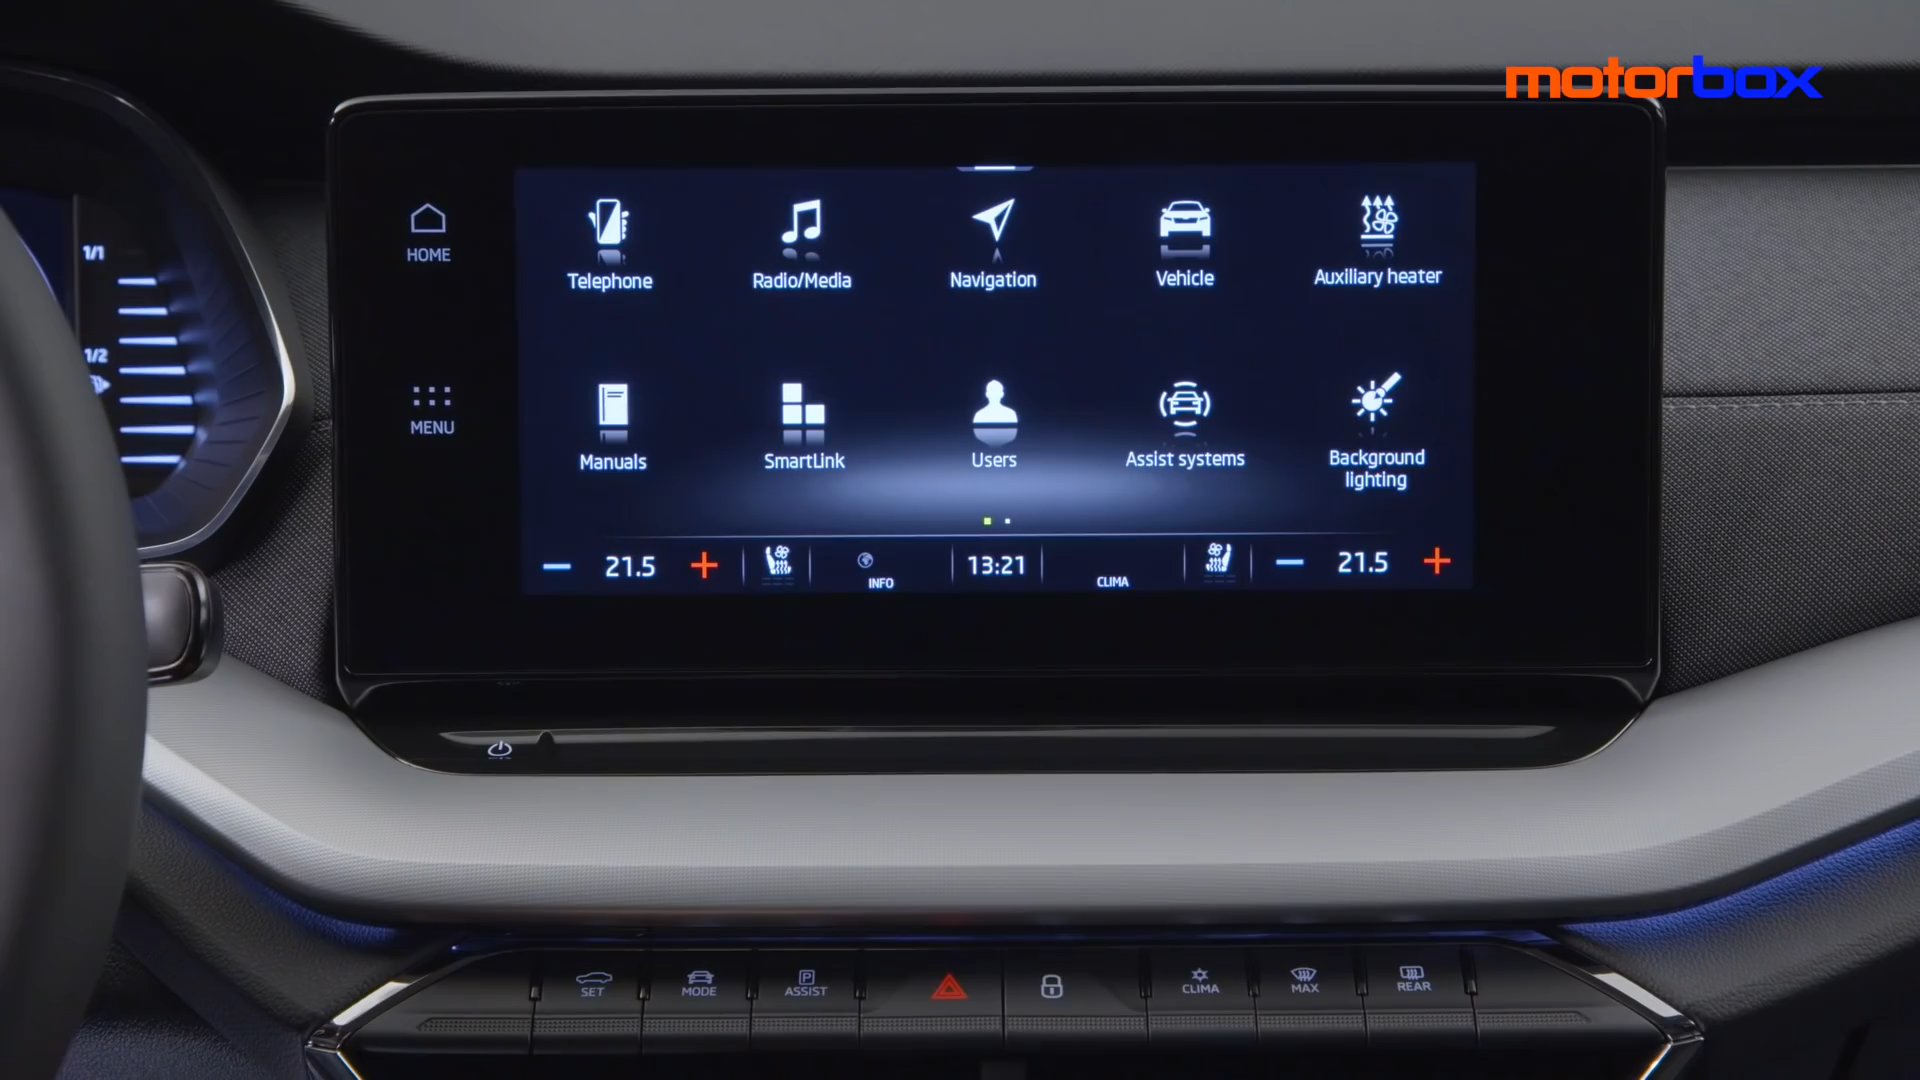 motorbox
1/1
1/2
HOME
MENU
Telephone
Radio/Media
Navigation
Vehicle
Auxiliary heater
Manuals
SmartLink
Users
Assist systems
Background
lighting
21.5
INFO
13:21
CLIMA
21.5
SET
MODE
P
ASSIST
CLIMA
MAX
REAR